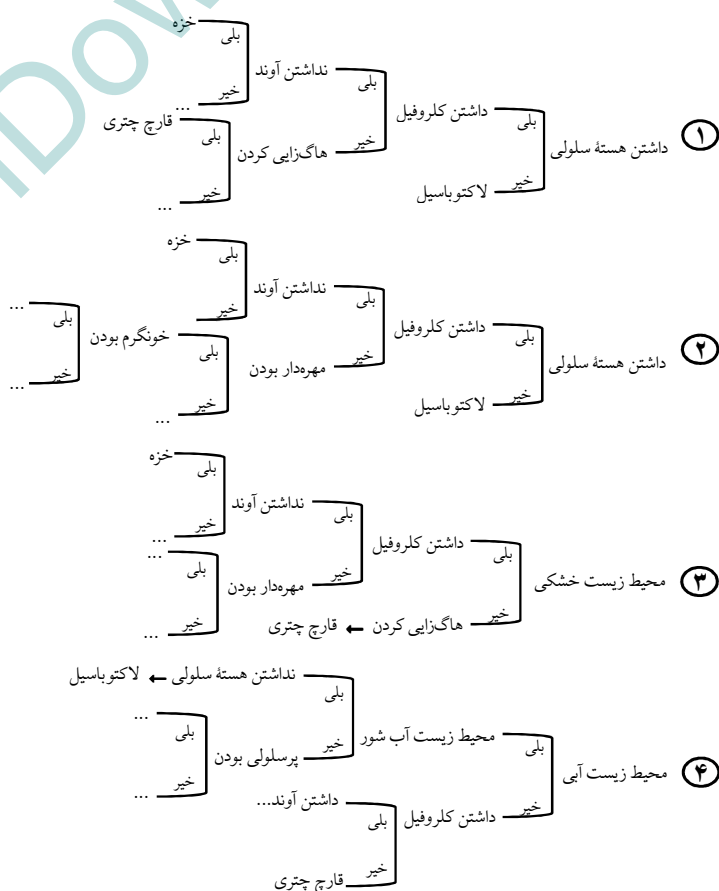 ۱
داشتن هستهٔ سلولی
بلی
خیر
داشتن کلروفیل
لاکتوباسیل
بلی
خیر
نداشتن آوند
هاگ‌زایی کردن
بلی
خیر
خزه
...
بلی
خیر
قارچ چتری
...
۲
داشتن هستهٔ سلولی
بلی
خیر
داشتن کلروفیل
لاکتوباسیل
بلی
خیر
نداشتن آوند
مهره‌دار بودن
بلی
خیر
خزه
بلی
خیر
خونگرم بودن
...
بلی
خیر
...
...
۳
محیط زیست خشکی
بلی
خیر
داشتن کلروفیل
هاگ‌زایی کردن ← قارچ چتری
بلی
خیر
نداشتن آوند
مهره‌دار بودن
بلی
خیر
خزه
...
بلی
خیر
...
...
۴
محیط زیست آبی
بلی
خیر
محیط زیست آب شور
داشتن کلروفیل
بلی
خیر
نداشتن هستهٔ سلولی ← لاکتوباسیل
پرسلولی بودن
بلی
خیر
...
...
بلی
خیر
داشتن آوند...
قارچ چتری